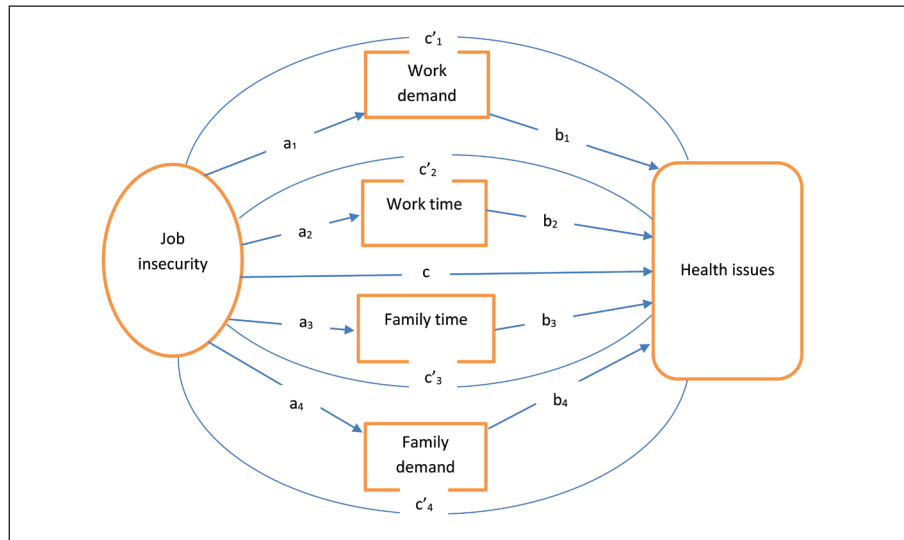 c’₁
Work
demand
a₁
b₁
c’₂
Work time
a₂
b₂
Job
insecurity
c
Health issues
Family time
a₃
b₃
c’₃
a₄
b₄
Family
demand
c’₄